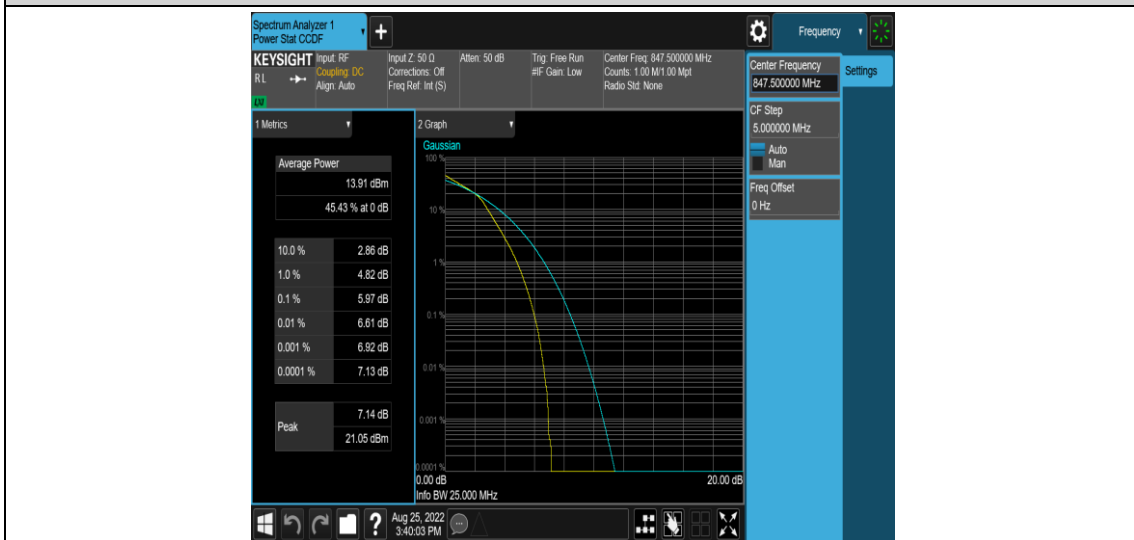 Spectrum Analyzer 1
Power Stat CCDF
+
Frequency
KEYSIGHT
RL
LXI
Input: RF
Coupling: DC
Align: Auto
Input Z: 50 Ω
Corrections: Off
Freq Ref: Int (S)
Atten: 50 dB
Trig: Free Run
#IF Gain: Low
Center Freq: 847.500000 MHz
Counts: 1.00 M/1.00 Mpt
Radio Std: None
Center Frequency
847.500000 MHz
Settings
CF Step
5.000000 MHz
Auto
Man
Freq Offset
0 Hz
1 Metrics
Average Power
13.91 dBm
45.43 % at 0 dB
10.0 % 2.86 dB
1.0 % 4.82 dB
0.1 % 5.97 dB
0.01 % 6.61 dB
0.001 % 6.92 dB
0.0001 % 7.13 dB
Peak
7.14 dB
21.05 dBm
2 Graph
Gaussian
100 %
10 %
1 %
0.1 %
0.01 %
0.001 %
0.0001 %
0.00 dB 20.00 dB
Info BW 25.000 MHz
?
Aug 25, 2022
3:40:03 PM